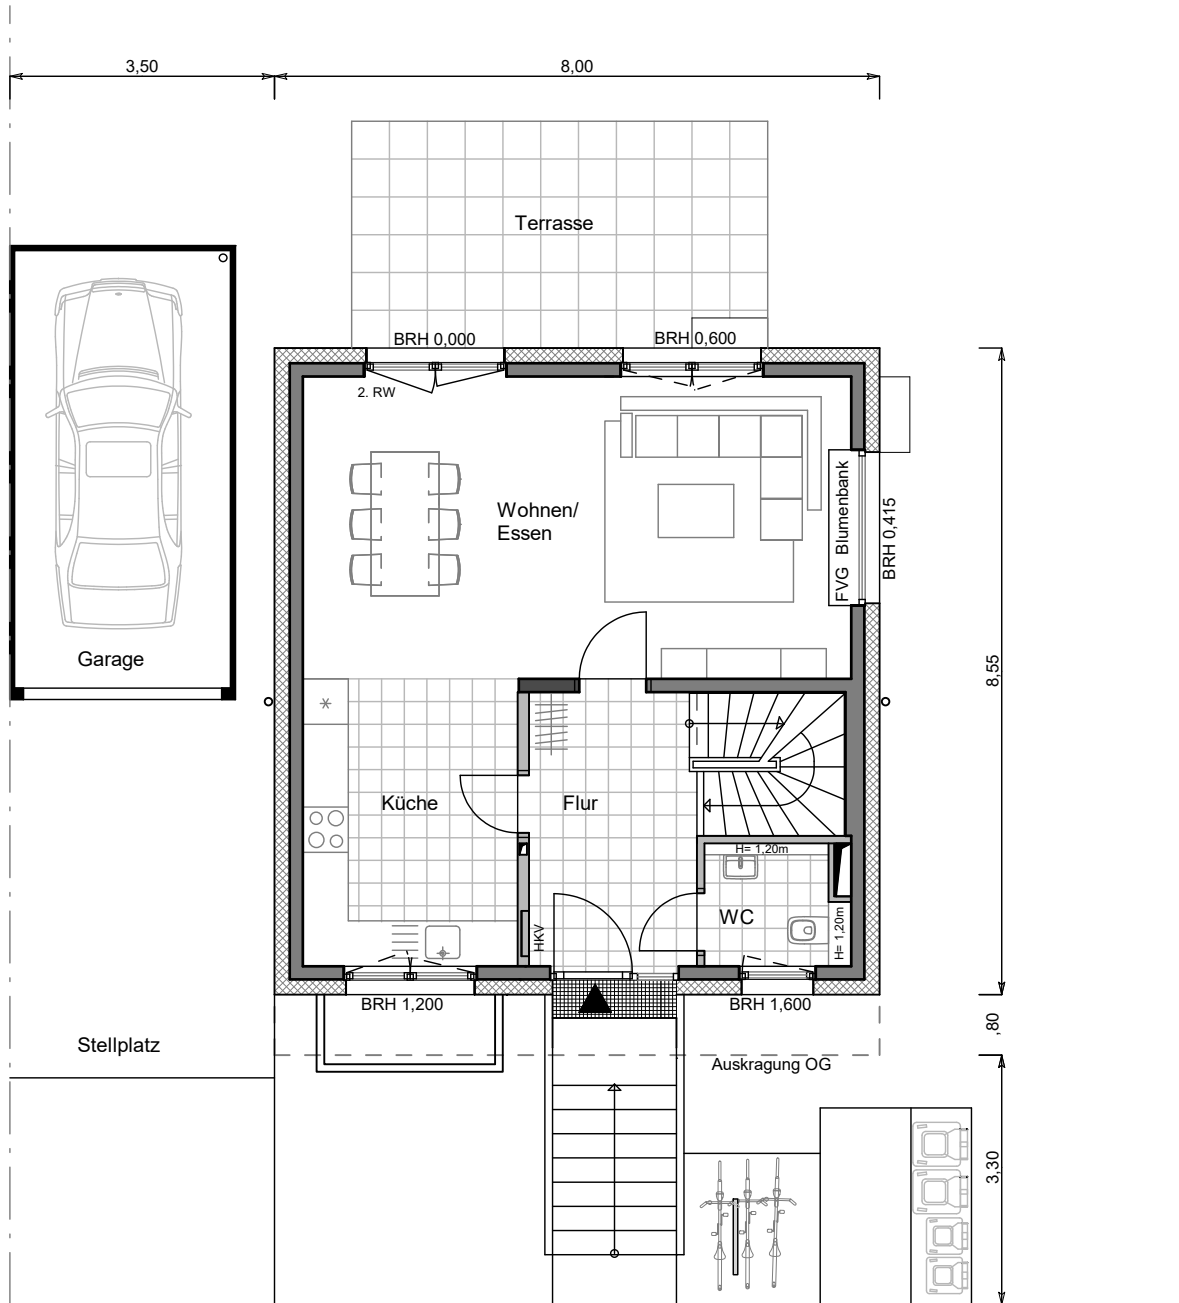 3,50
8,00
Terrasse
BRH 0,000
BRH 0,600
2. RW
Wohnen/
Essen
FVG Blumenbank
BRH 0,415
Garage
8,55
Küche
Flur
H= 1,20m
WC
HKV
H= 1,20m
BRH 1,200
BRH 1,600
,80
Stellplatz
Auskragung OG
3,30